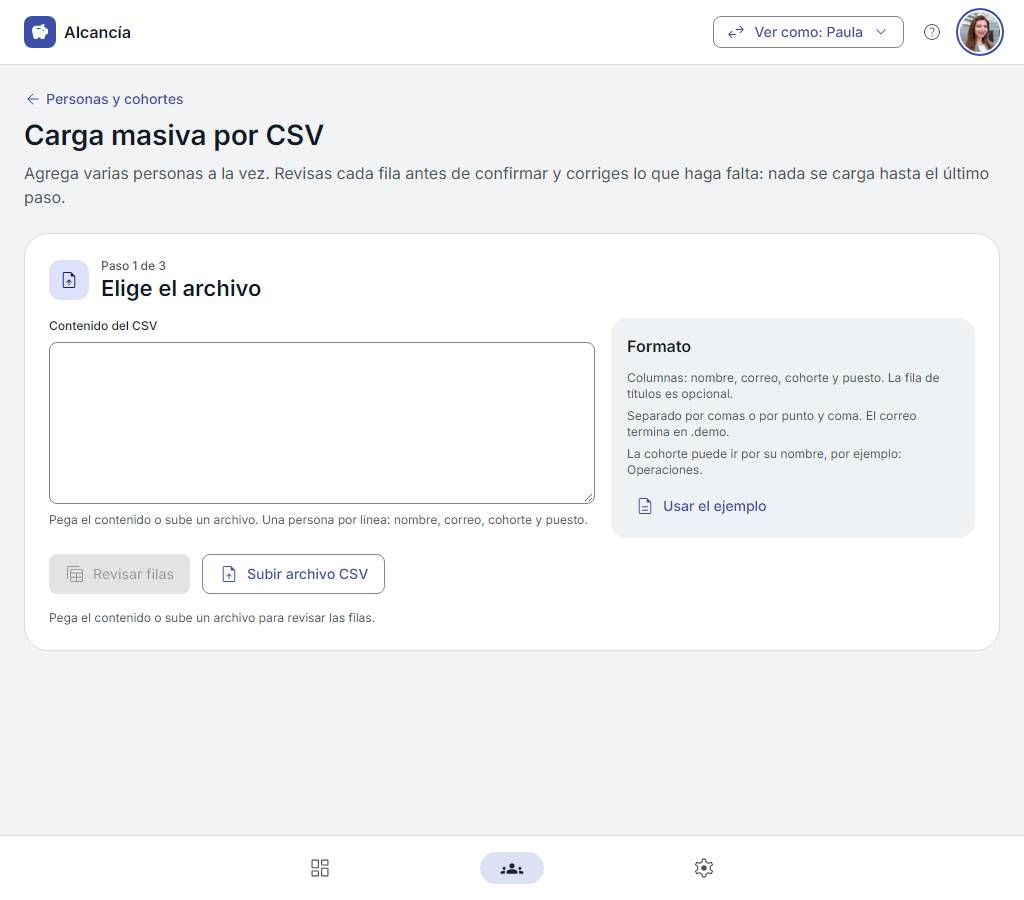 Alcancía
Ver como: Paula
Personas y cohortes
Carga masiva por CSV
Agrega varias personas a la vez. Revisas cada fila antes de confirmar y corriges lo que haga falta: nada se carga hasta el último
paso.
Paso 1 de 3
Elige el archivo
Contenido del CSV
Pega el contenido o sube un archivo. Una persona por línea: nombre, correo, cohorte y puesto.
Revisar filas
Subir archivo CSV
Pega el contenido o sube un archivo para revisar las filas.
Formato
Columnas: nombre, correo, cohorte y puesto. La fila de
títulos es opcional.
Separado por comas o por punto y coma. El correo
termina en .demo.
La cohorte puede ir por su nombre, por ejemplo:
Operaciones.
Usar el ejemplo